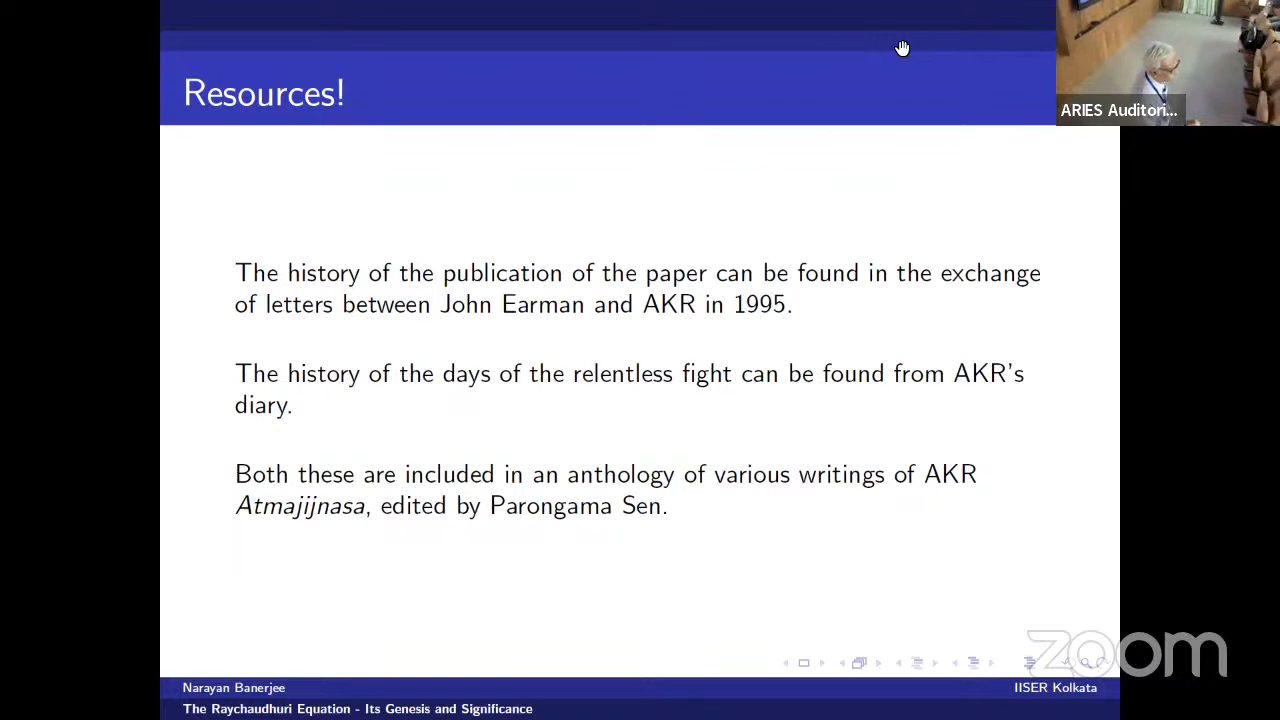 Resources!
ARIES Auditori...
The history of the publication of the paper can be found in the exchange
of letters between John Earman and AKR in 1995.
The history of the days of the relentless fight can be found from AKR's
diary.
Both these are included in an anthology of various writings of AKR
Atmajijnasa, edited by Parongama Sen.
zoom
Narayan Banerjee
IISER Kolkata
The Raychaudhuri Equation - Its Genesis and Significance